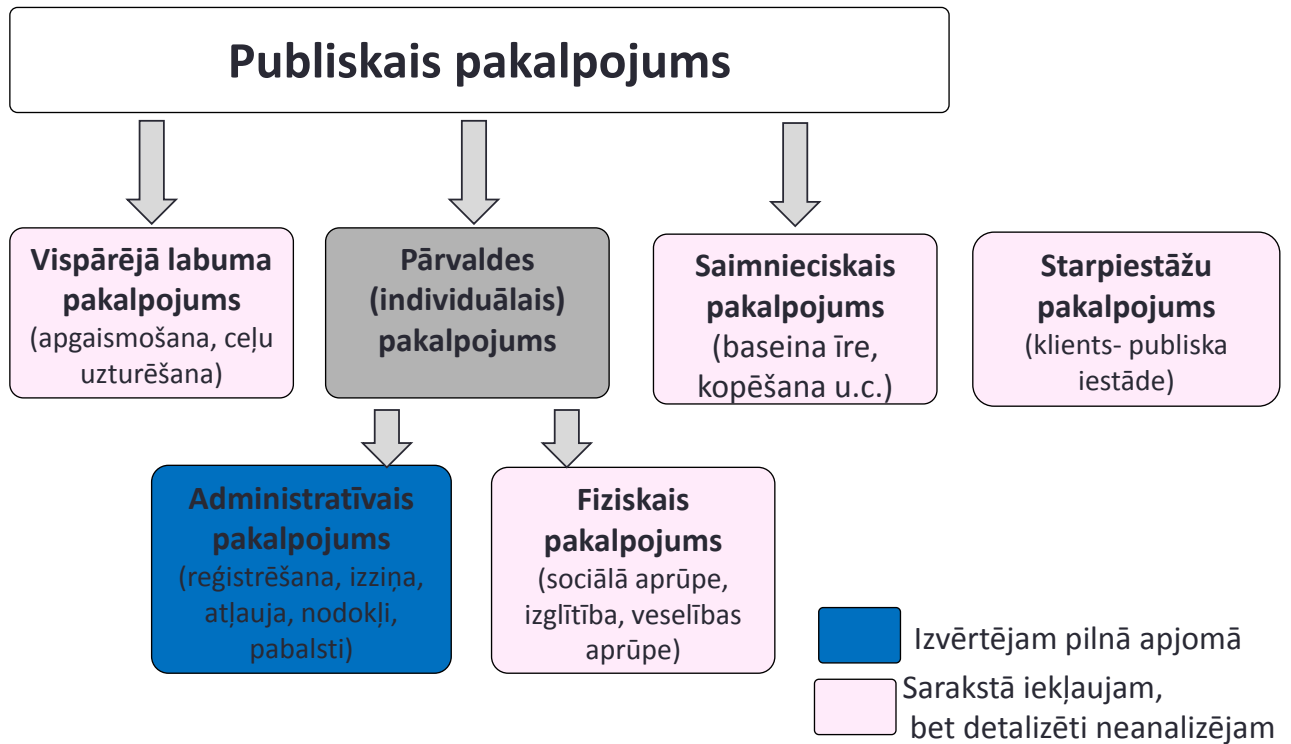 Publiskais pakalpojums
Vispārējā labuma
pakalpojums
(apgaismošana, ceļu
uzturēšana)
Pārvaldes
(individuālais)
pakalpojums
Saimnieciskais
pakalpojums
(baseina īre,
kopēšana u.c.)
Starpiestāžu
pakalpojums
(klients- publiska
iestāde)
Administratīvais
pakalpojums
(reģistrēšana, izziņa,
atļauja, nodokļi,
pabalsti)
Fiziskais
pakalpojums
(sociālā aprūpe,
izglītība, veselības
aprūpe)
Izvērtējam pilnā apjomā
Sarakstā iekļaujam,
bet detalizēti neanalizējam